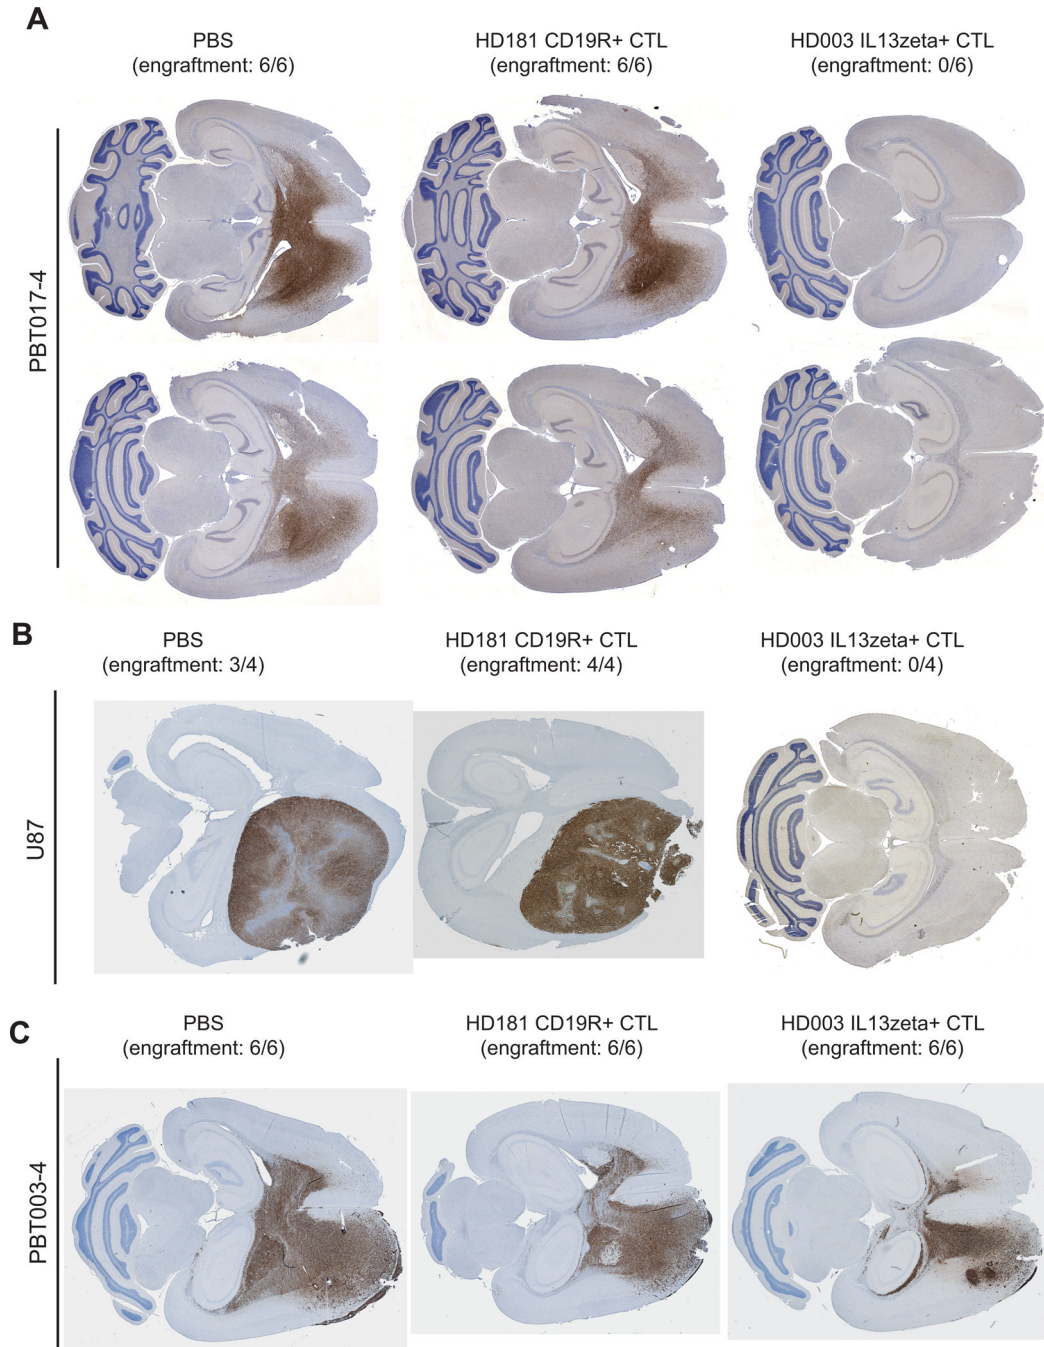 A
PBS
(engraftment: 6/6)
HD181 CD19R+ CTL
(engraftment: 6/6)
HD003 IL13zeta+ CTL
(engraftment: 0/6)
PBT017-4
B
PBS
(engraftment: 3/4)
HD181 CD19R+ CTL
(engraftment: 4/4)
HD003 IL13zeta+ CTL
(engraftment: 0/4)
U87
C
PBS
(engraftment: 6/6)
HD181 CD19R+ CTL
(engraftment: 6/6)
HD003 IL13zeta+ CTL
(engraftment: 6/6)
PBT003-4